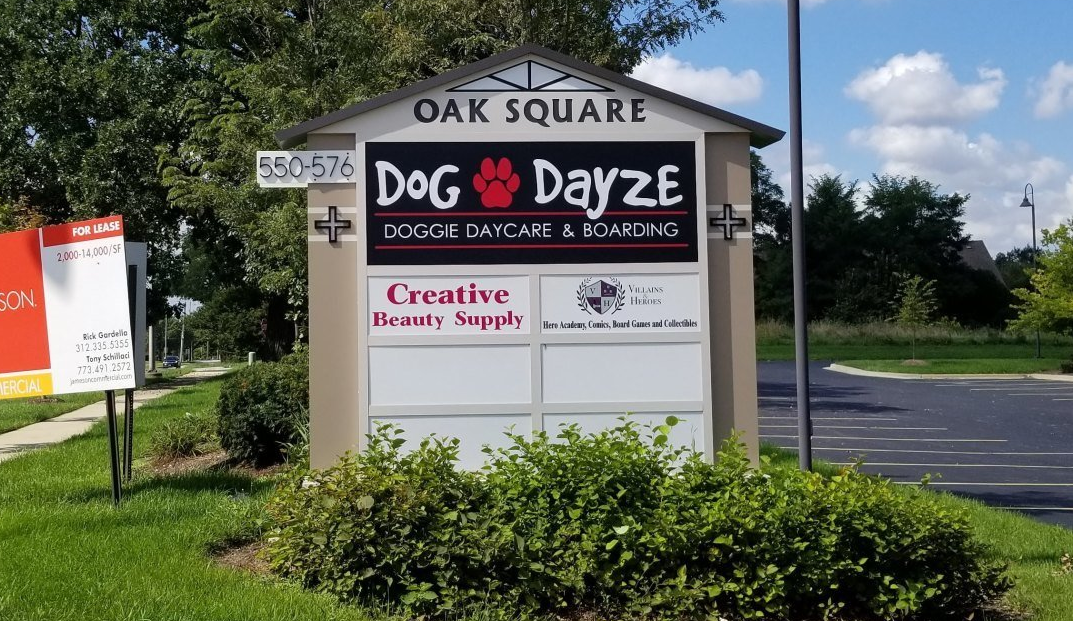 OAK SQUARE
550-576
DOG DAYZE
DOGGIE DAYCARE & BOARDING
Creative
Beauty Supply
V H
VILLAINS
&
HEROES
Hero Academy, Comics, Board Games and Collectibles
FOR LEASE
2,000-14,000/SF
SON.
Rick Gardella
312.335.5355
Tony Schillaci
773.491.2572
jamesoncommercial.com
ERCIAL